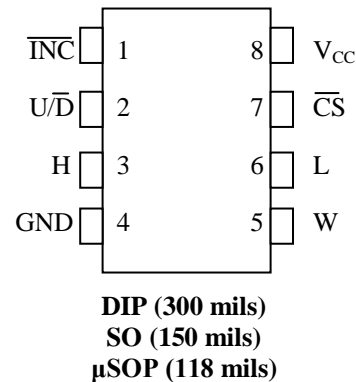 INC 1 8 VCC
U/D 2 7 CS
H 3 6 L
GND 4 5 W
DIP (300 mils)
SO (150 mils)
µSOP (118 mils)